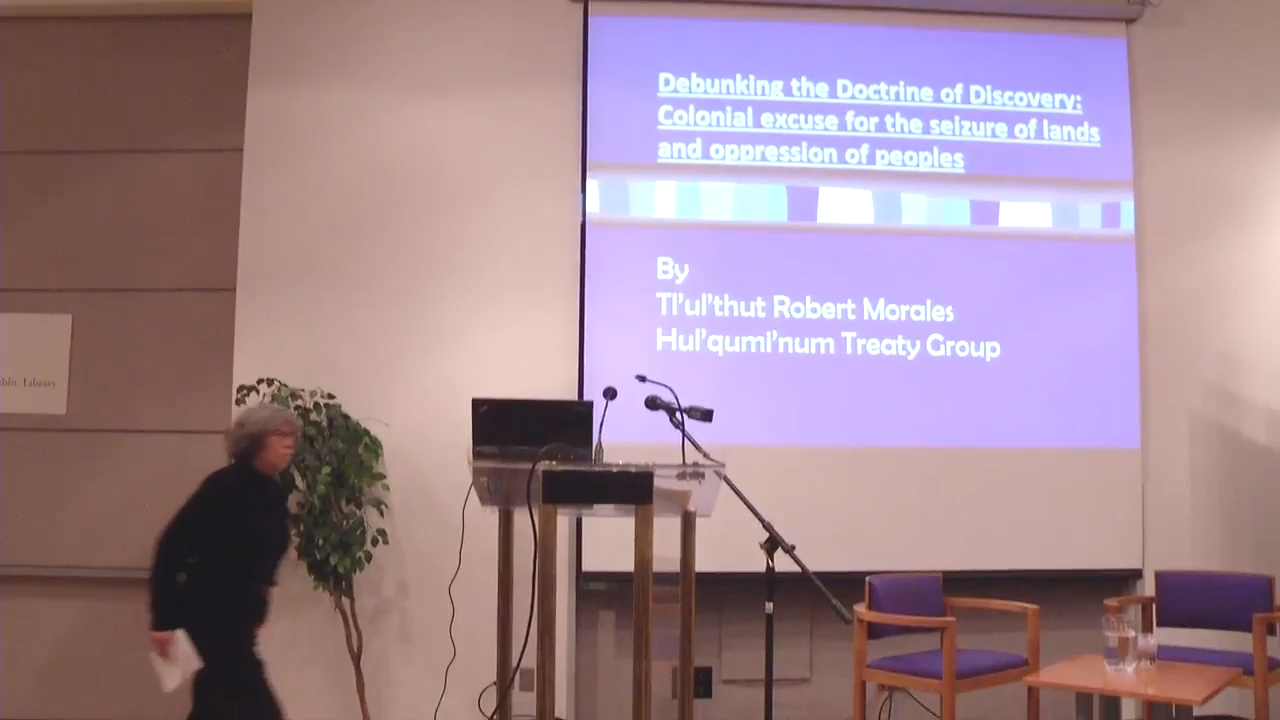 Debunking the Doctrine of Discovery:
Colonial excuse for the seizure of lands
and oppression of peoples
By
Tl'ul'thut Robert Morales
Hul'qumi'num Treaty Group
Library